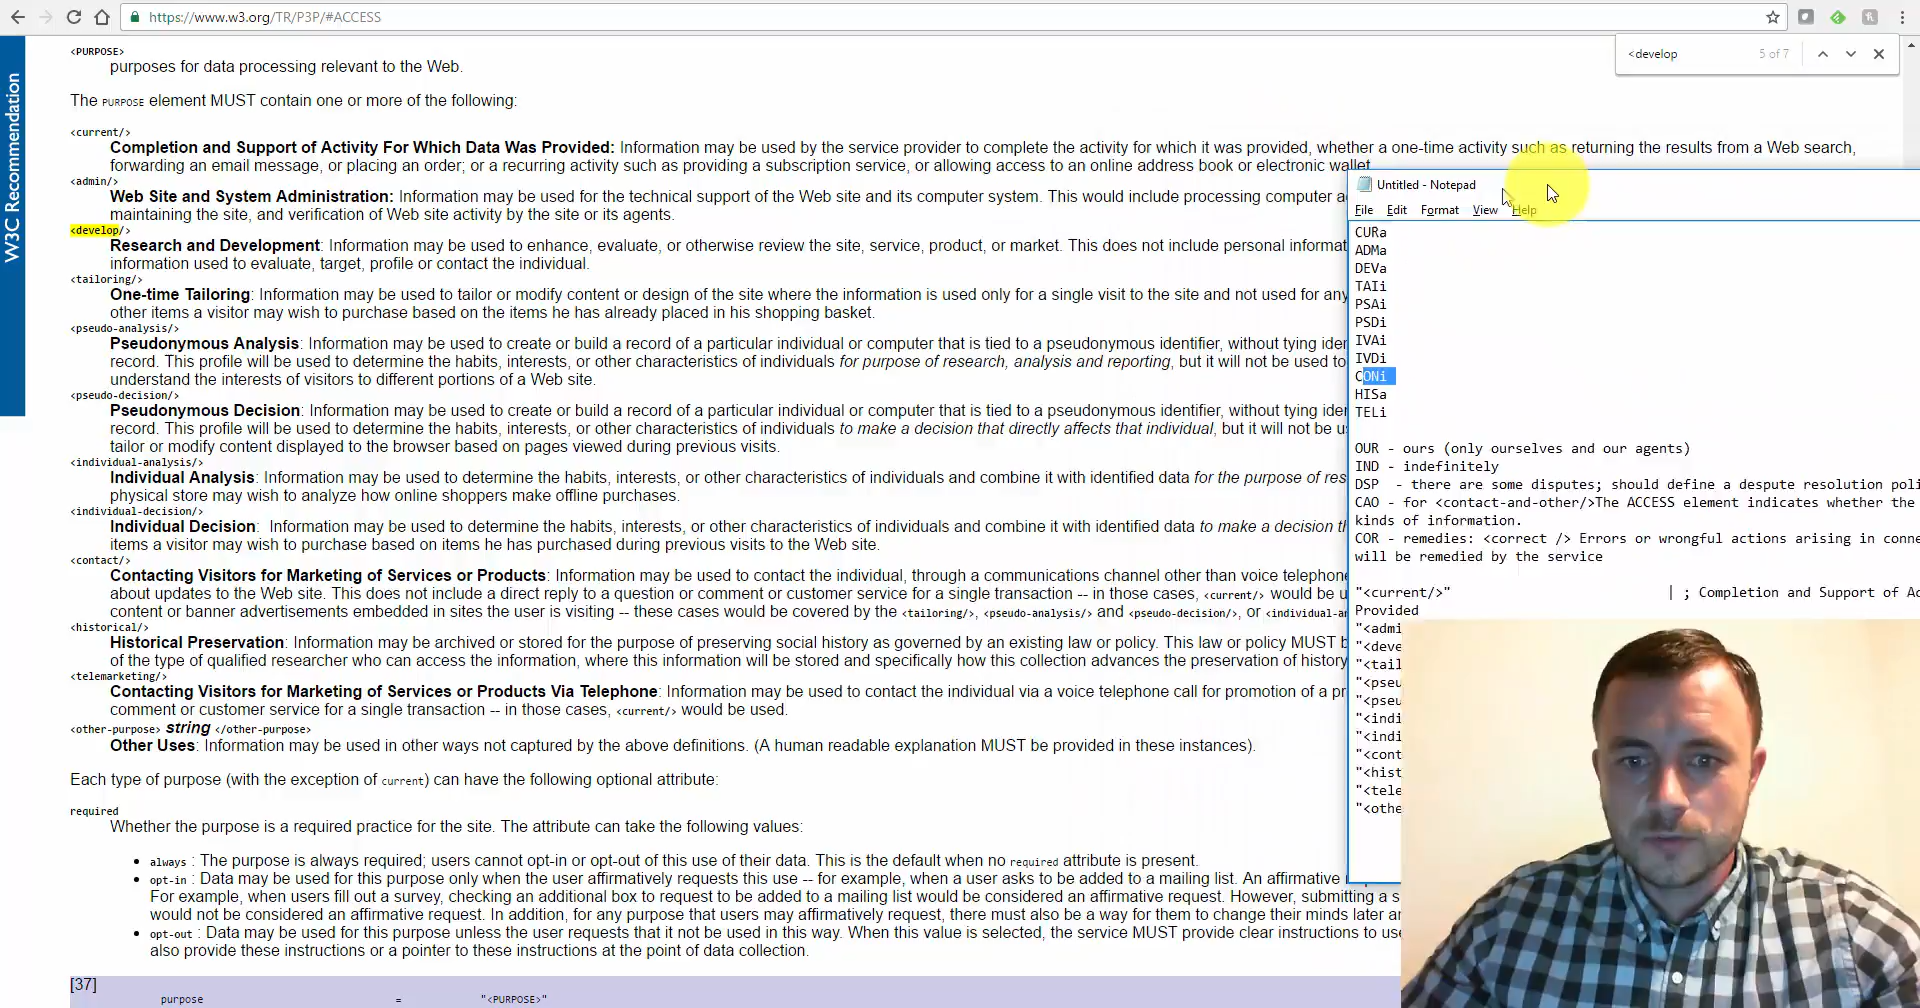 https://www.w3.org/TR/P3P/#ACCESS
<develop 5 of 7
W3C Recommendation
<PURPOSE>
purposes for data processing relevant to the Web.
The PURPOSE element MUST contain one or more of the following:
<current/>
Completion and Support of Activity For Which Data Was Provided: Information may be used by the service provider to complete the activity for which it was provided, whether a one-time activity such as returning the results from a Web search,
forwarding an email message, or placing an order; or a recurring activity such as providing a subscription service, or allowing access to an online address book or electronic wallet.
<admin/>
Web Site and System Administration: Information may be used for the technical support of the Web site and its computer system. This would include processing computer a
maintaining the site, and verification of Web site activity by the site or its agents.
<develop/>
Research and Development: Information may be used to enhance, evaluate, or otherwise review the site, service, product, or market. This does not include personal informat
information used to evaluate, target, profile or contact the individual.
<tailoring/>
One-time Tailoring: Information may be used to tailor or modify content or design of the site where the information is used only for a single visit to the site and not used for any
other items a visitor may wish to purchase based on the items he has already placed in his shopping basket.
<pseudo-analysis/>
Pseudonymous Analysis: Information may be used to create or build a record of a particular individual or computer that is tied to a pseudonymous identifier, without tying iden
record. This profile will be used to determine the habits, interests, or other characteristics of individuals for purpose of research, analysis and reporting, but it will not be used to
understand the interests of visitors to different portions of a Web site.
<pseudo-decision/>
Pseudonymous Decision: Information may be used to create or build a record of a particular individual or computer that is tied to a pseudonymous identifier, without tying iden
record. This profile will be used to determine the habits, interests, or other characteristics of individuals to make a decision that directly affects that individual, but it will not be us
tailor or modify content displayed to the browser based on pages viewed during previous visits.
<individual-analysis/>
Individual Analysis: Information may be used to determine the habits, interests, or other characteristics of individuals and combine it with identified data for the purpose of res
physical store may wish to analyze how online shoppers make offline purchases.
<individual-decision/>
Individual Decision: Information may be used to determine the habits, interests, or other characteristics of individuals and combine it with identified data to make a decision th
items a visitor may wish to purchase based on items he has purchased during previous visits to the Web site.
<contact/>
Contacting Visitors for Marketing of Services or Products: Information may be used to contact the individual, through a communications channel other than voice telephon
about updates to the Web site. This does not include a direct reply to a question or comment or customer service for a single transaction -- in those cases, <current/> would be u
content or banner advertisements embedded in sites the user is visiting -- these cases would be covered by the <tailoring/>, <pseudo-analysis/> and <pseudo-decision/>, or <individual-an
<historical/>
Historical Preservation: Information may be archived or stored for the purpose of preserving social history as governed by an existing law or policy. This law or policy MUST b
of the type of qualified researcher who can access the information, where this information will be stored and specifically how this collection advances the preservation of history
<telemarketing/>
Contacting Visitors for Marketing of Services or Products Via Telephone: Information may be used to contact the individual via a voice telephone call for promotion of a pr
comment or customer service for a single transaction -- in those cases, <current/> would be used.
<other-purpose> string </other-purpose>
Other Uses: Information may be used in other ways not captured by the above definitions. (A human readable explanation MUST be provided in these instances).
Each type of purpose (with the exception of current) can have the following optional attribute:
required
Whether the purpose is a required practice for the site. The attribute can take the following values:
• always : The purpose is always required; users cannot opt-in or opt-out of this use of their data. This is the default when no required attribute is present.
• opt-in : Data may be used for this purpose only when the user affirmatively requests this use -- for example, when a user asks to be added to a mailing list. An affirmative r
For example, when users fill out a survey, checking an additional box to request to be added to a mailing list would be considered an affirmative request. However, submitting a s
would not be considered an affirmative request. In addition, for any purpose that users may affirmatively request, there must also be a way for them to change their minds later an
• opt-out : Data may be used for this purpose unless the user requests that it not be used in this way. When this value is selected, the service MUST provide clear instructions to use
also provide these instructions or a pointer to these instructions at the point of data collection.
[37]
purpose = "<PURPOSE>"
Untitled - Notepad
File Edit Format View Help
CURa
ADMa
DEVa
TAIi
PSAi
PSDi
IVAi
IVDi
CONi
HISa
TELi
OUR - ours (only ourselves and our agents)
IND - indefinitely
DSP - there are some disputes; should define a despute resolution poli
CAO - for <contact-and-other/>The ACCESS element indicates whether the
kinds of information.
COR - remedies: <correct /> Errors or wrongful actions arising in conne
will be remedied by the service
"<current/>" | ; Completion and Support of Ac
Provided
"<admi
"<deve
"<tail
"<pseu
"<pseu
"<indi
"<indi
"<cont
"<hist
"<tele
"<othe